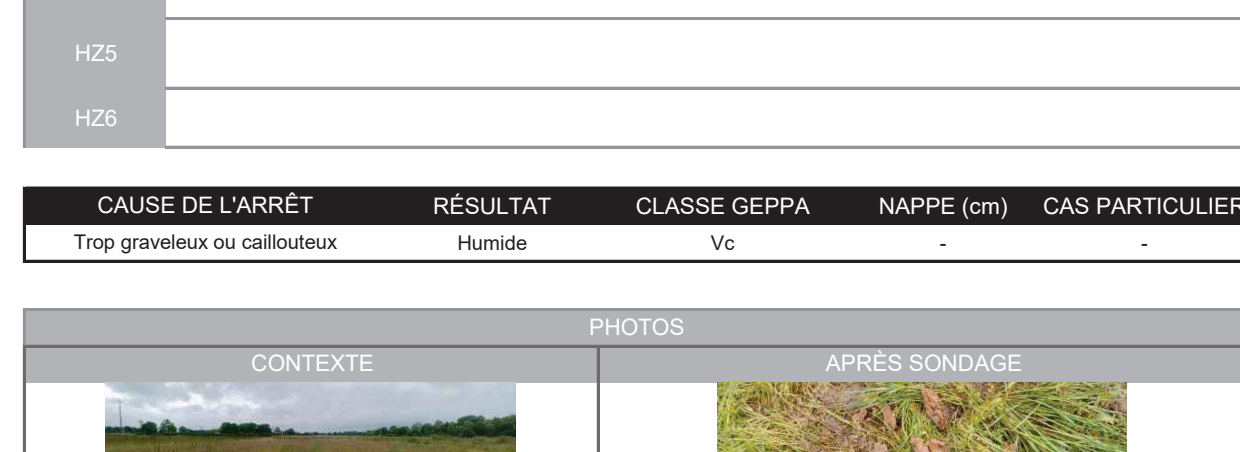 HZ5
HZ6
CAUSE DE L'ARRÊT RÉSULTAT CLASSE GEPPA NAPPE (cm) CAS PARTICULIER
Trop graveleux ou caillouteux Humide Vc - -
PHOTOS
CONTEXTE APRÈS SONDAGE